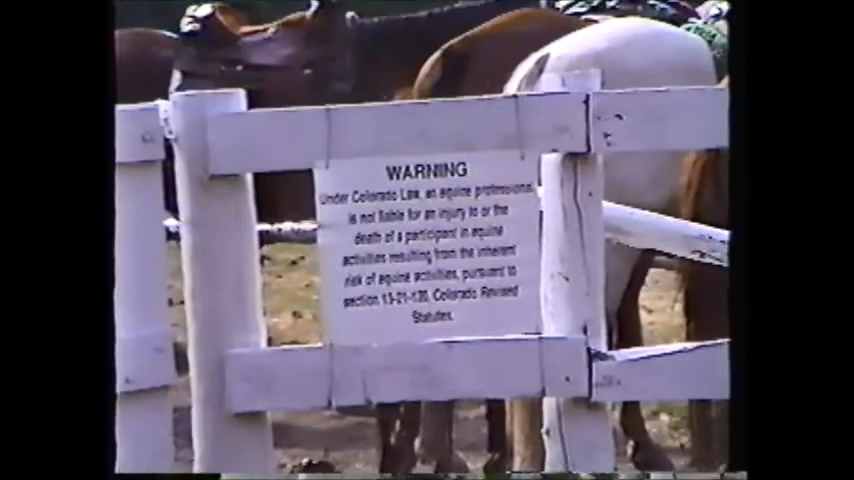 WARNING
Under Colorado Law, an equine professional
is not liable for an injury to or the
death of a participant in equine
activities resulting from the inherent
risk of equine activities, pursuant to
section 13-21-120, Colorado Revised
Statutes.